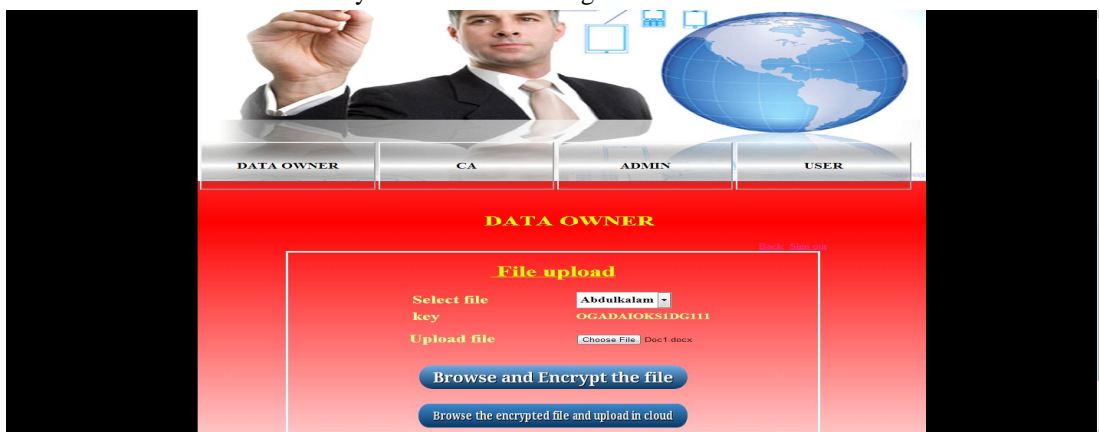 DATA OWNER CA ADMIN USER
DATA OWNER
Back Sign out
File upload
Select file Abdulkalam
key OGADAIOKS1DG111
Upload file Choose File Doc1.docx
Browse and Encrypt the file
Browse the encrypted file and upload in cloud